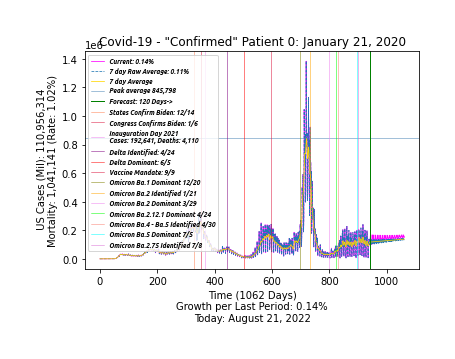 Covid-19 - "Confirmed" Patient 0: January 21, 2020
1e6
1.4
1.2
1.0
0.8
0.6
0.4
0.2
0.0
US Cases (Mil): 110,956,314
Mortality: 1,041,141 (Rate: 1.02%)
Current: 0.14%
7 day Raw Average: 0.11%
7 day Average
Peak average 845,798
Forecast: 120 Days->
States Confirm Biden: 12/14
Congress Confirms Biden: 1/6
Inauguration Day 2021
Cases: 192,641, Deaths: 4,110
Delta Identified: 4/24
Delta Dominant: 6/5
Vaccine Mandate: 9/9
Omicron Ba.1 Dominant 12/20
Omicron Ba.2 Identified 1/21
Omicron Ba.2 Dominant 3/29
Omicron Ba.2.12.1 Dominant 4/24
Omicron Ba.4 - Ba.5 Identified 4/30
Omicron Ba.5 Dominant 7/5
Omicron Ba.2.75 Identified 7/8
0 200 400 600 800 1000
Time (1062 Days)
Growth per Last Period: 0.14%
Today: August 21, 2022